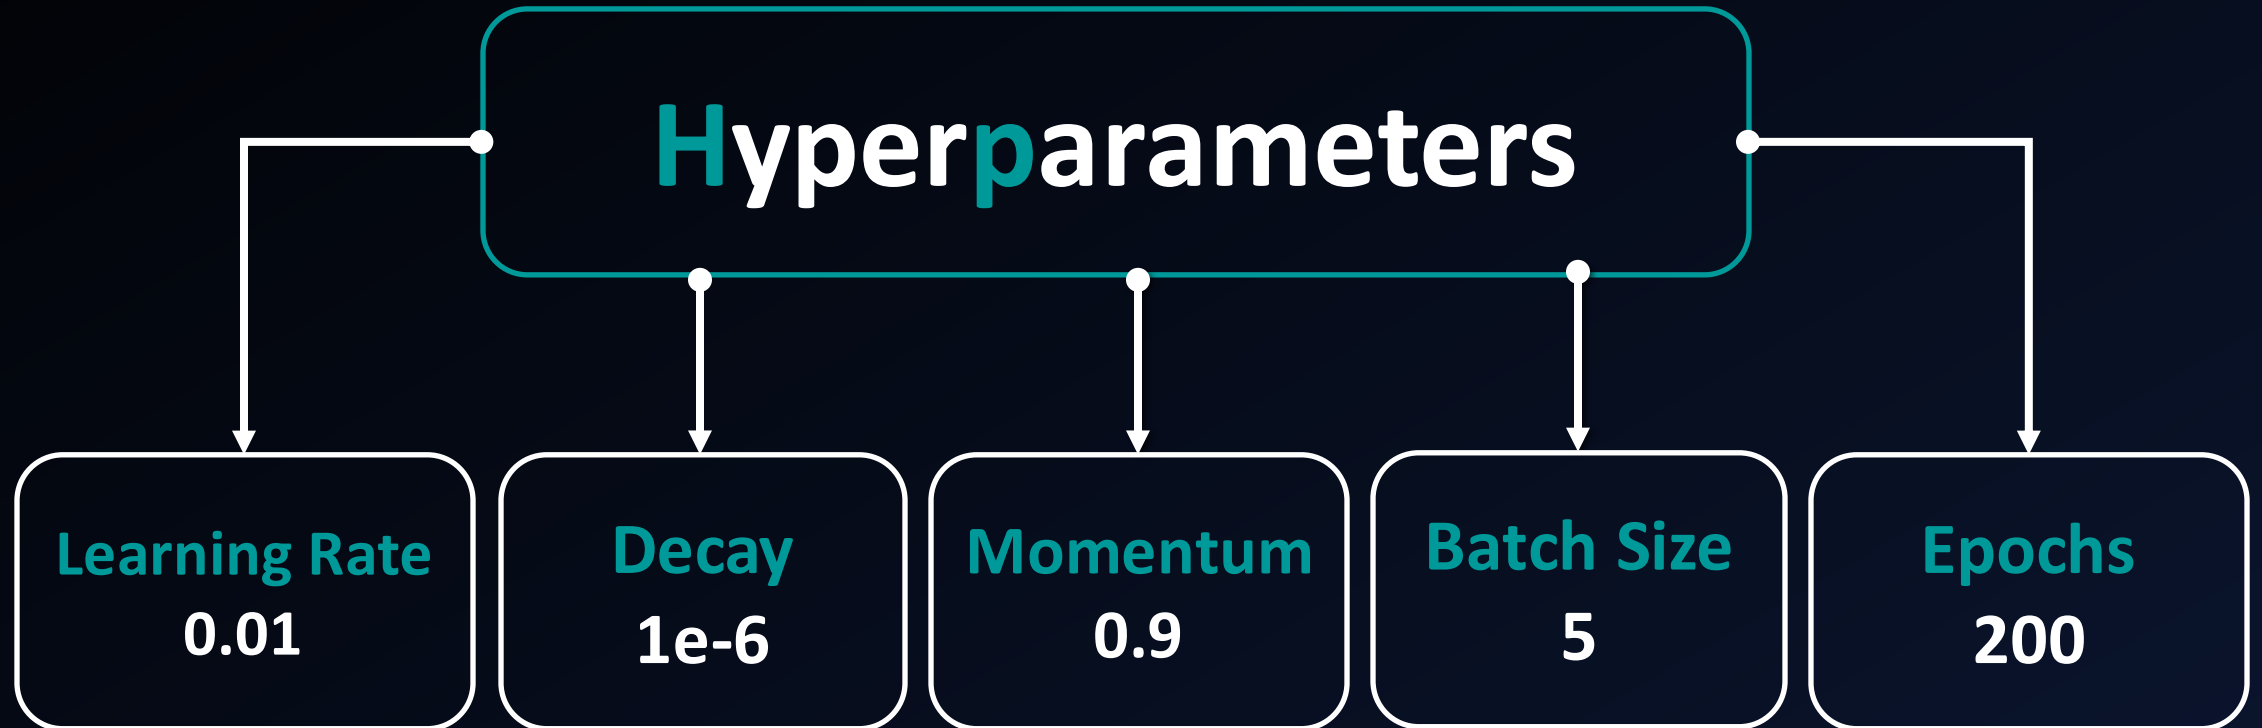 Hyperparameters
Learning Rate
0.01
Decay
1e-6
Momentum
0.9
Batch Size
5
Epochs
200